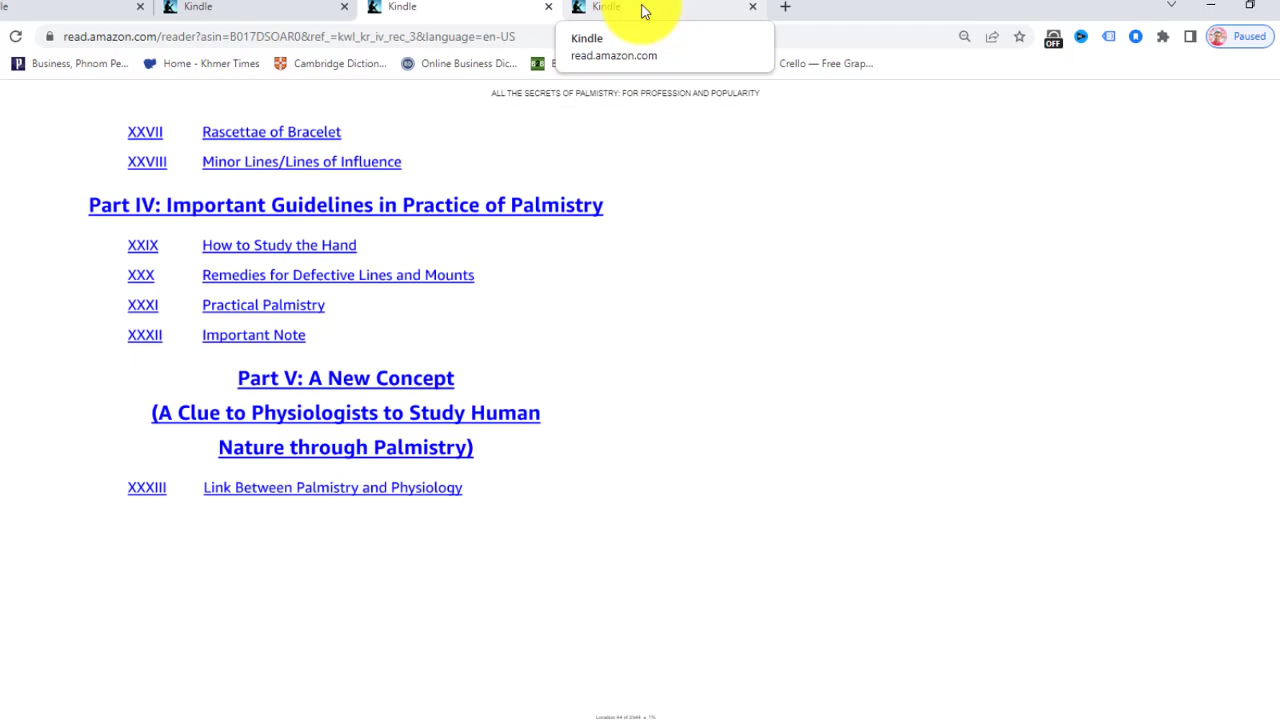 le
Kindle
Kindle
Kindle
read.amazon.com/reader?asin=B017DSOAR0&ref_=kwl_kr_iv_rec_3&language=en-US
OFF
Paused
Kindle
read.amazon.com
Business, Phnom Pe...
Home - Khmer Times
Cambridge Diction...
Online Business Dic...
Crello — Free Grap...
ALL THE SECRETS OF PALMISTRY: FOR PROFESSION AND POPULARITY
XXVII Rascettae of Bracelet
XXVIII Minor Lines/Lines of Influence
Part IV: Important Guidelines in Practice of Palmistry
XXIX How to Study the Hand
XXX Remedies for Defective Lines and Mounts
XXXI Practical Palmistry
XXXII Important Note
Part V: A New Concept
(A Clue to Physiologists to Study Human
Nature through Palmistry)
XXXIII Link Between Palmistry and Physiology